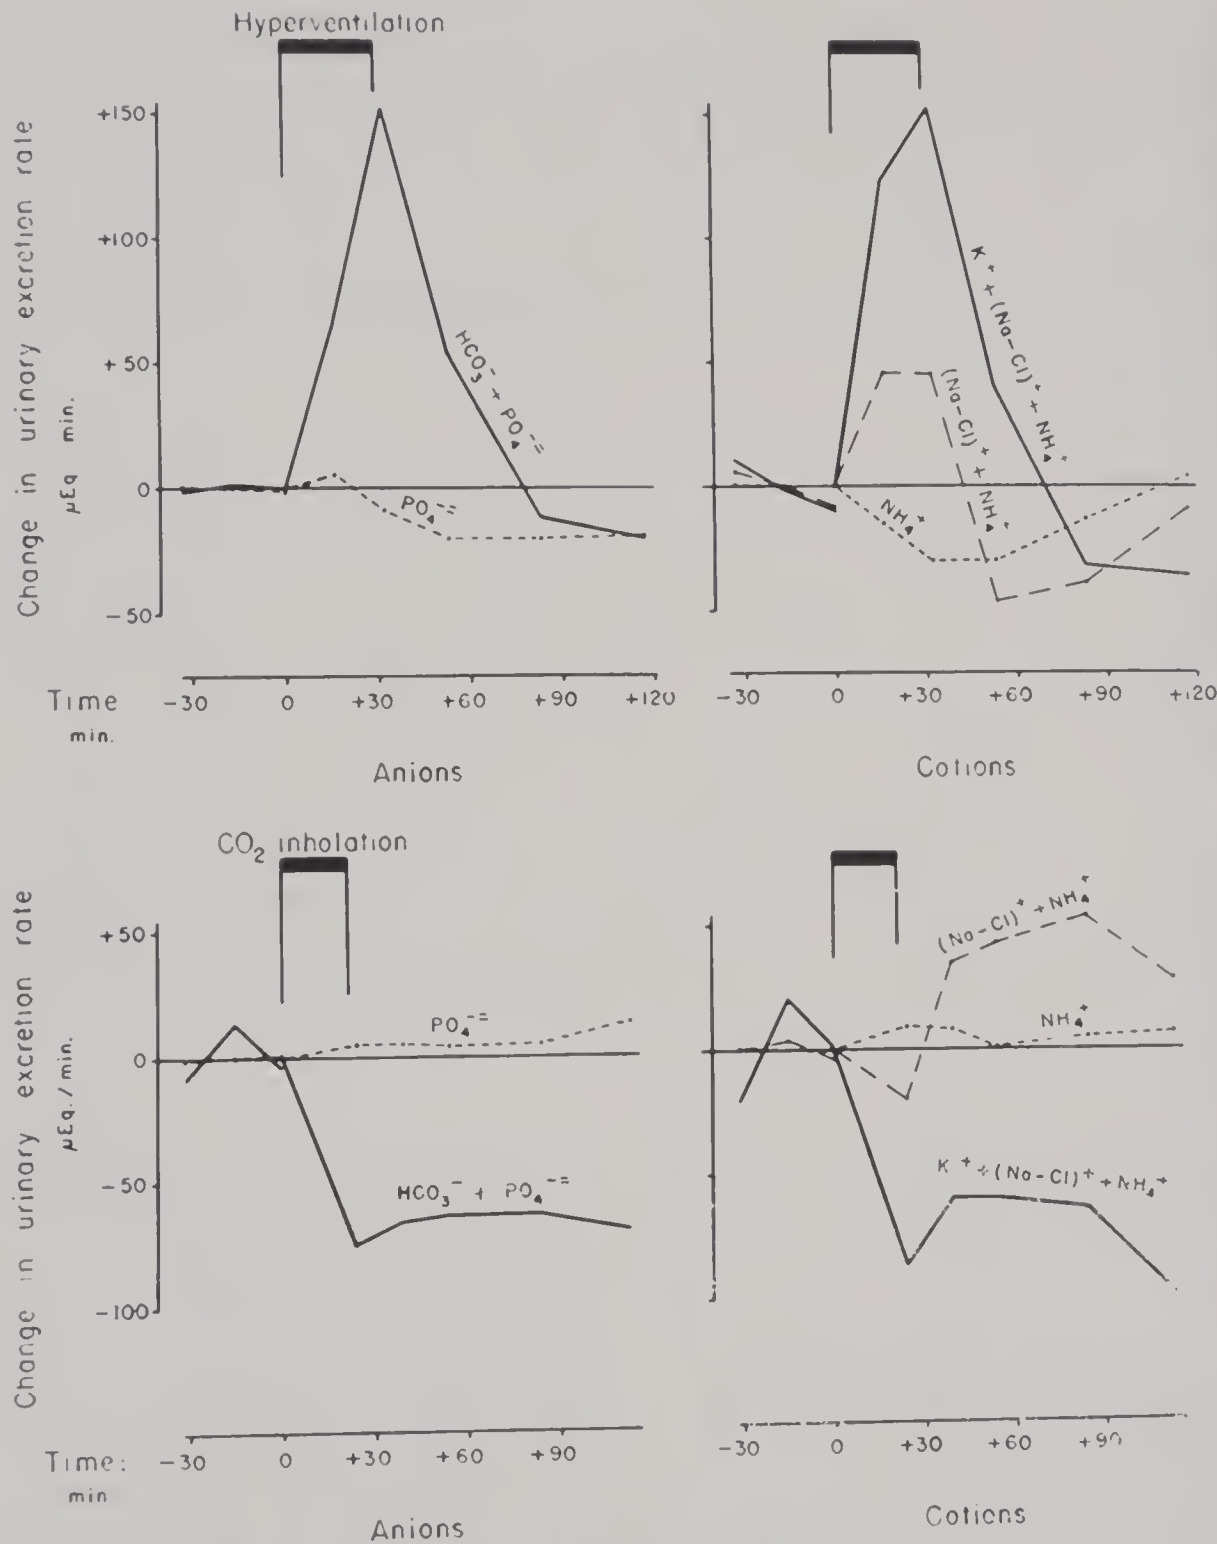 Hyperventilation
Change in urinary excretion rate
µEq min.
+150
+100
+50
0
-50
HCO₃⁻ + PO₄⁻⁼
PO₄⁻⁼
K⁺ + (Na-Cl)⁺ + NH₄⁺
(Na-Cl)⁺ + NH₄⁺
NH₄⁺
Time min.
-30 0 +30 +60 +90 +120
-30 0 +30 +60 +90 +120
Anions
Cotions
CO₂ inholation
Change in urinary excretion rate
µEq./min.
+50
0
-50
-100
PO₄⁻⁼
HCO₃⁻ + PO₄⁻⁼
(Na-Cl)⁺ + NH₄⁺
NH₄⁺
K⁺ + (Na-Cl)⁺ + NH₄⁺
Time: min
-30 0 +30 +60 +90
-30 0 +30 +60 +90
Anions
Cotions